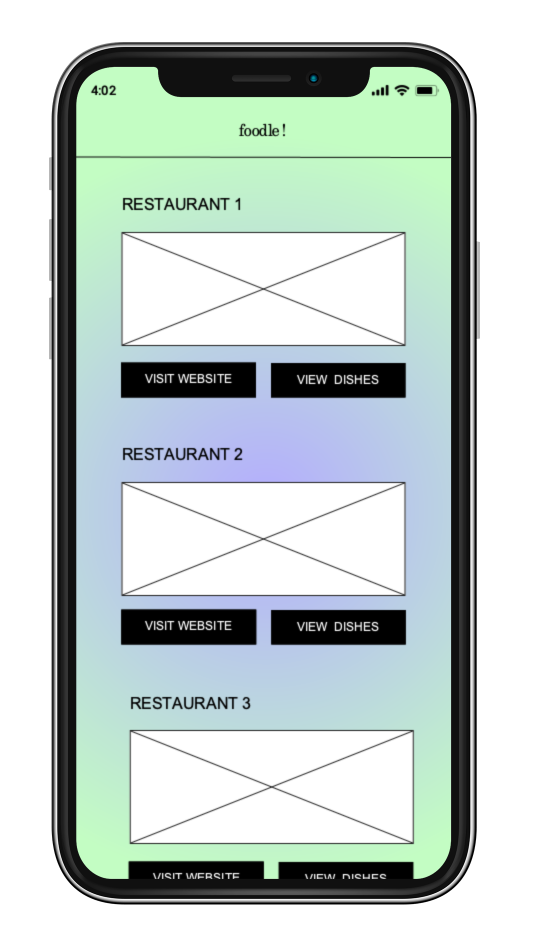 4:02
foodle!
RESTAURANT 1
VISIT WEBSITE
VIEW DISHES
RESTAURANT 2
VISIT WEBSITE
VIEW DISHES
RESTAURANT 3
VISIT WEBSITE
VIEW DISHES